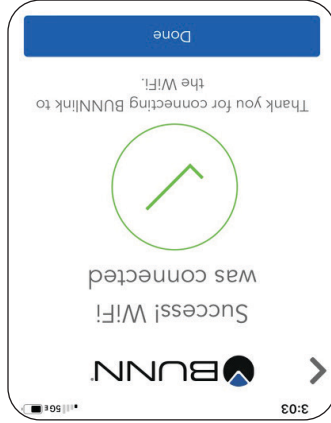 3:03
5G E
BUNN®
Success! WiFi
was connected
Thank you for connecting BUNNlink to
the WiFi.
Done